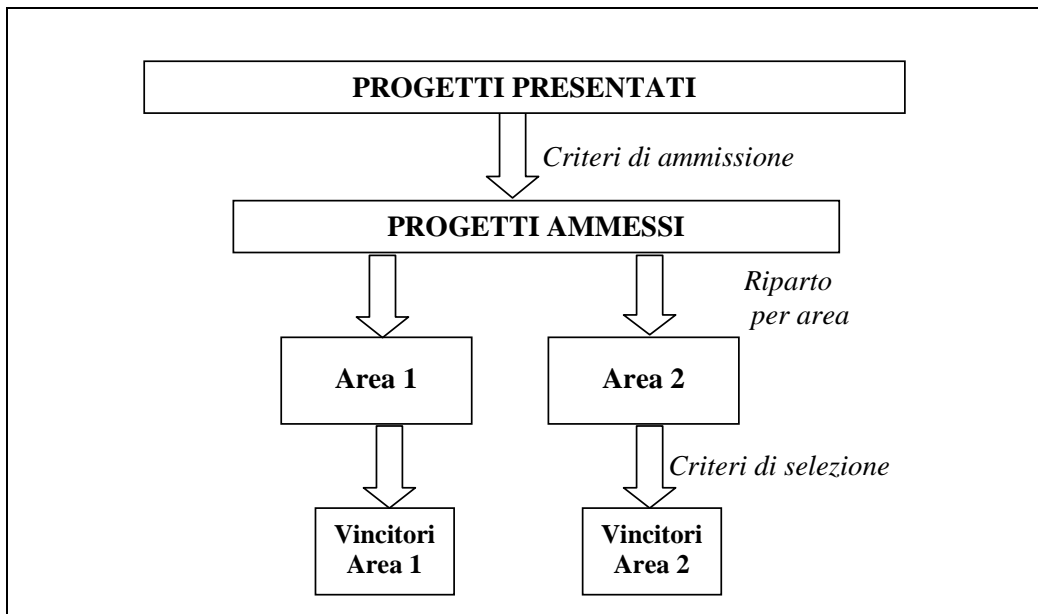 PROGETTI PRESENTATI
Criteri di ammissione
PROGETTI AMMESSI
Riparto
per area
Area 1
Area 2
Criteri di selezione
Vincitori
Area 1
Vincitori
Area 2